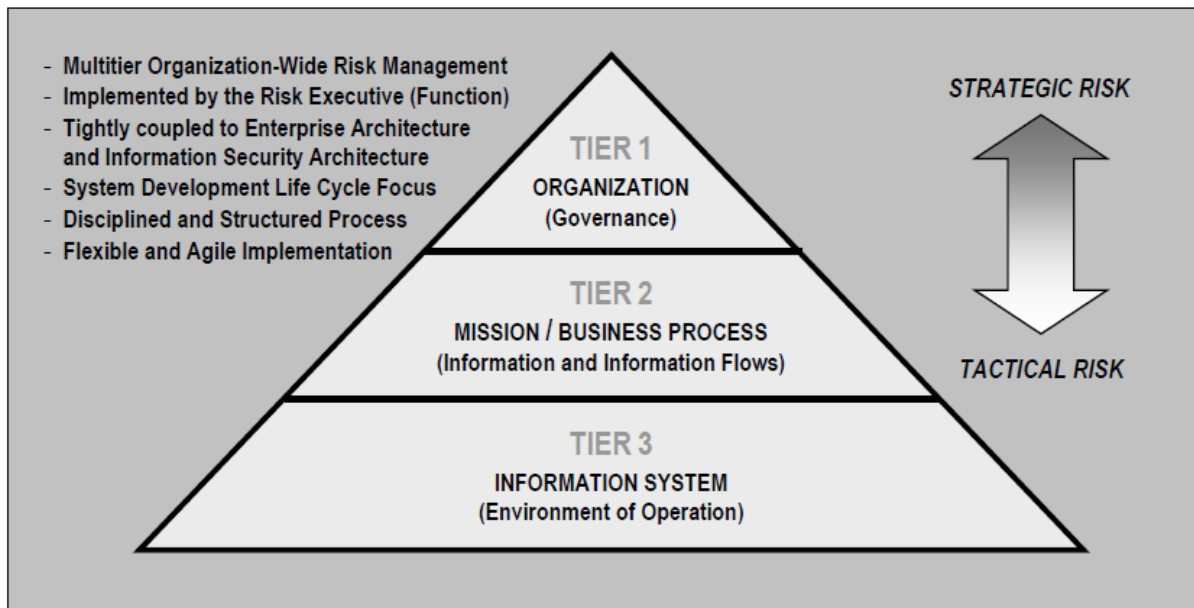 - Multitier Organization-Wide Risk Management
- Implemented by the Risk Executive (Function)
- Tightly coupled to Enterprise Architecture
and Information Security Architecture
- System Development Life Cycle Focus
- Disciplined and Structured Process
- Flexible and Agile Implementation
TIER 1
ORGANIZATION
(Governance)
TIER 2
MISSION / BUSINESS PROCESS
(Information and Information Flows)
TIER 3
INFORMATION SYSTEM
(Environment of Operation)
STRATEGIC RISK
TACTICAL RISK